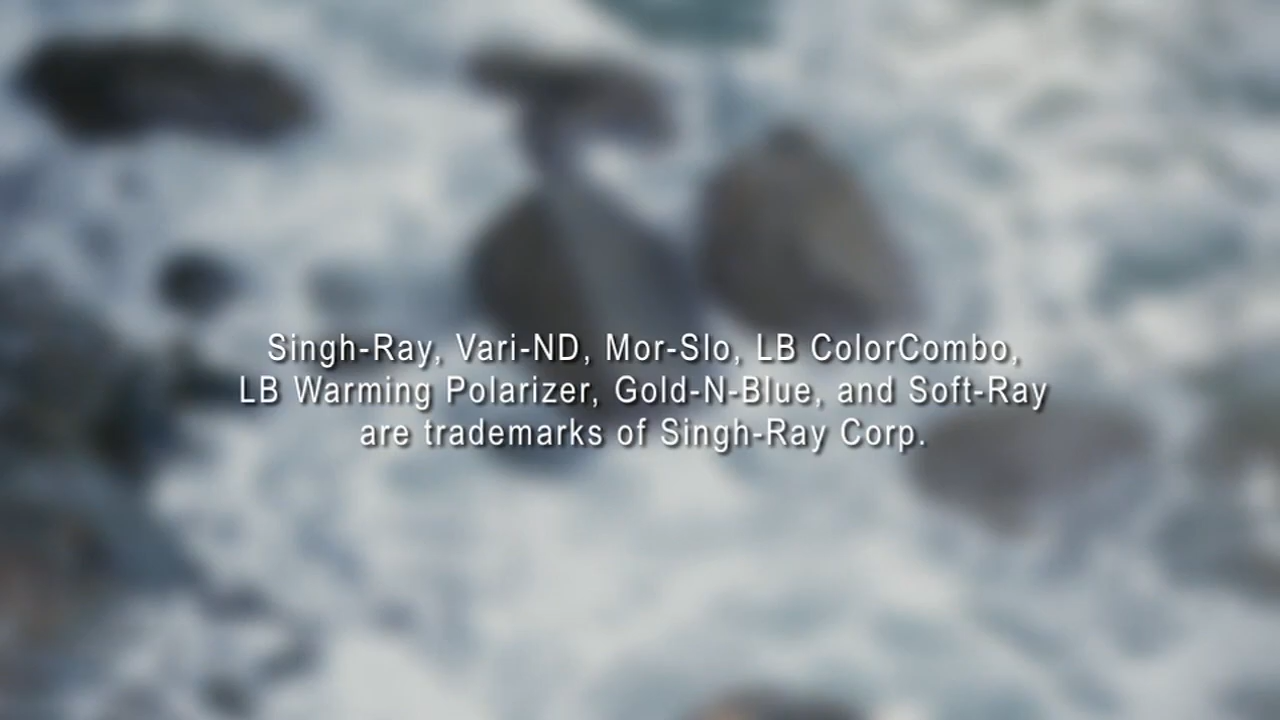 Singh-Ray, Vari-ND, Mor-Slo, LB ColorCombo,
LB Warming Polarizer, Gold-N-Blue, and Soft-Ray
are trademarks of Singh-Ray Corp.